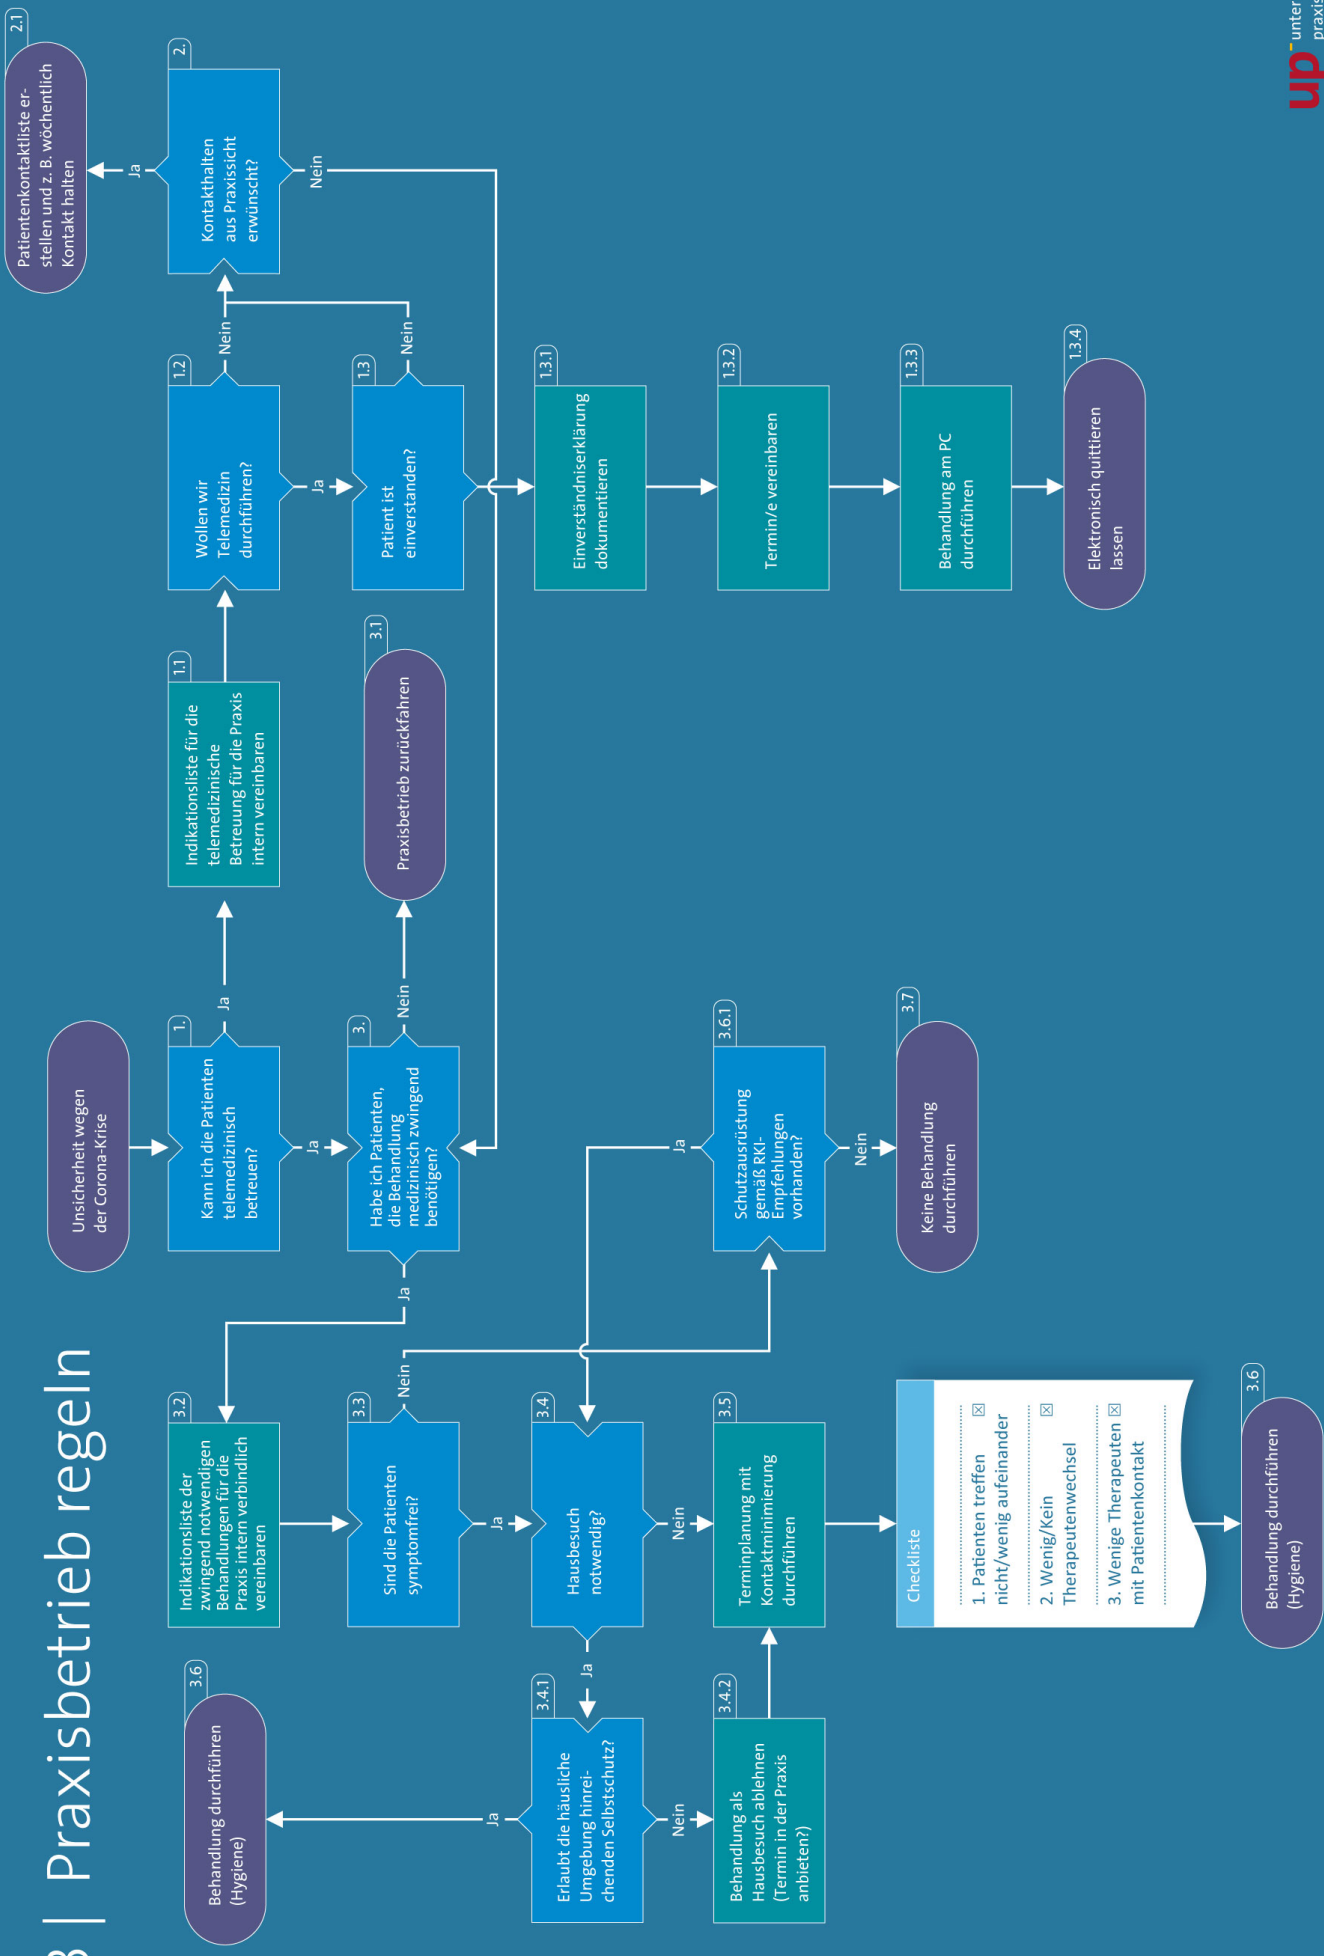 3 | Praxisbetrieb regeln
Unsicherheit wegen
der Corona-Krise
1.
Kann ich die Patienten
telemedizinisch
betreuen?
Ja
Ja
1.1
Indikationsliste für die
telemedizinische
Betreuung für die Praxis
intern vereinbaren
1.2
Wollen wir
Telemedizin
durchführen?
Nein
Ja
1.3
Patient ist
einverstanden?
Nein
1.3.1
Einverständniserklärung
dokumentieren
1.3.2
Termin/e vereinbaren
1.3.3
Behandlung am PC
durchführen
1.3.4
Elektronisch quittieren
lassen
2.
Kontakthalten
aus Praxissicht
erwünscht?
Ja
Nein
2.1
Patientenkontaktliste er-
stellen und z. B. wöchentlich
Kontakt halten
3.
Habe ich Patienten,
die Behandlung
medizinisch zwingend
benötigen?
Nein
Ja
3.1
Praxisbetrieb zurückfahren
3.2
Indikationsliste der
zwingend notwendigen
Behandlungen für die
Praxis intern verbindlich
vereinbaren
3.3
Sind die Patienten
symptomfrei?
Nein
Ja
3.4
Hausbesuch
notwendig?
Ja
Nein
3.4.1
Erlaubt die häusliche
Umgebung hinrei-
chenden Selbstschutz?
Ja
Nein
3.6
Behandlung durchführen
(Hygiene)
3.4.2
Behandlung als
Hausbesuch ablehnen
(Termin in der Praxis
anbieten?)
3.5
Terminplanung mit
Kontaktminimierung
durchführen
Checkliste
1. Patienten treffen ☒
nicht/wenig aufeinander
2. Wenig/Kein ☒
Therapeutenwechsel
3. Wenige Therapeuten ☒
mit Patientenkontakt
3.6
Behandlung durchführen
(Hygiene)
3.6.1
Schutzausrüstung
gemäß RKI-
Empfehlungen
vorhanden?
Ja
Nein
3.7
Keine Behandlung
durchführen
up
unter
praxis